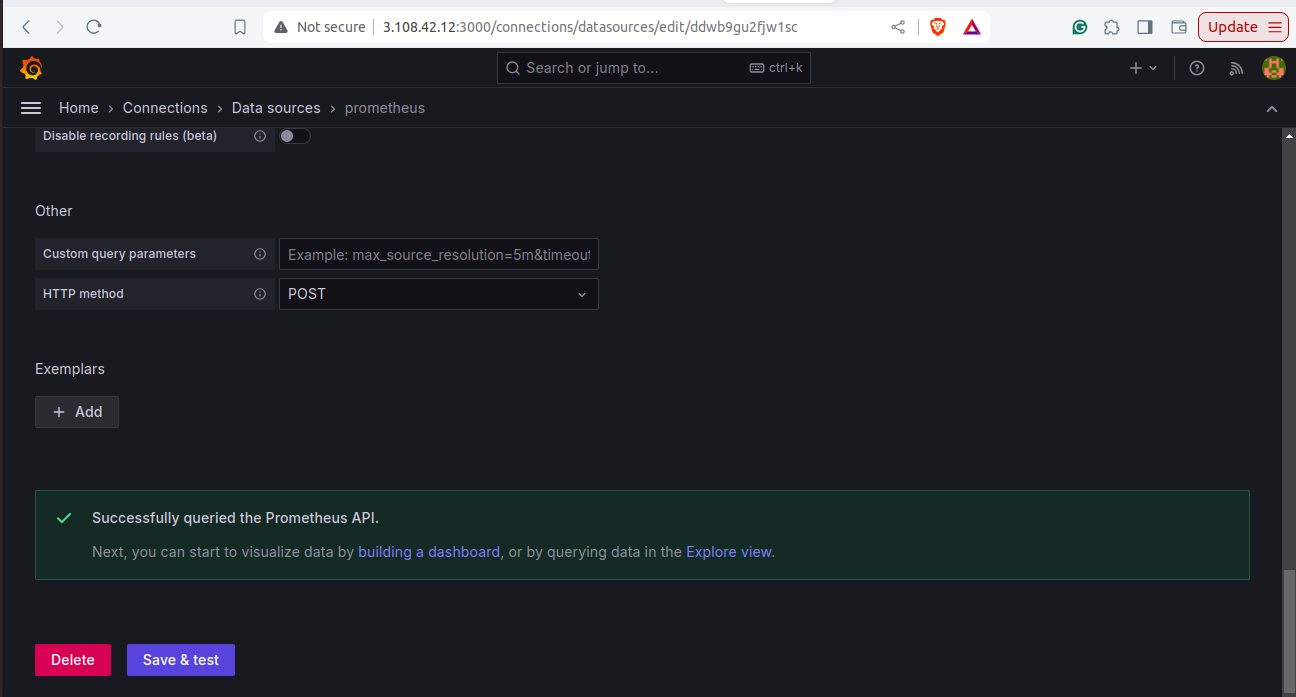 Not secure 3.108.42.12:3000/connections/datasources/edit/ddwb9gu2fjw1sc Update
Search or jump to... ctrl+k
Home › Connections › Data sources › prometheus
Disable recording rules (beta)
Other
Custom query parameters Example: max_source_resolution=5m&timeout
HTTP method POST
Exemplars
+ Add
Successfully queried the Prometheus API.
Next, you can start to visualize data by building a dashboard, or by querying data in the Explore view.
Delete Save & test